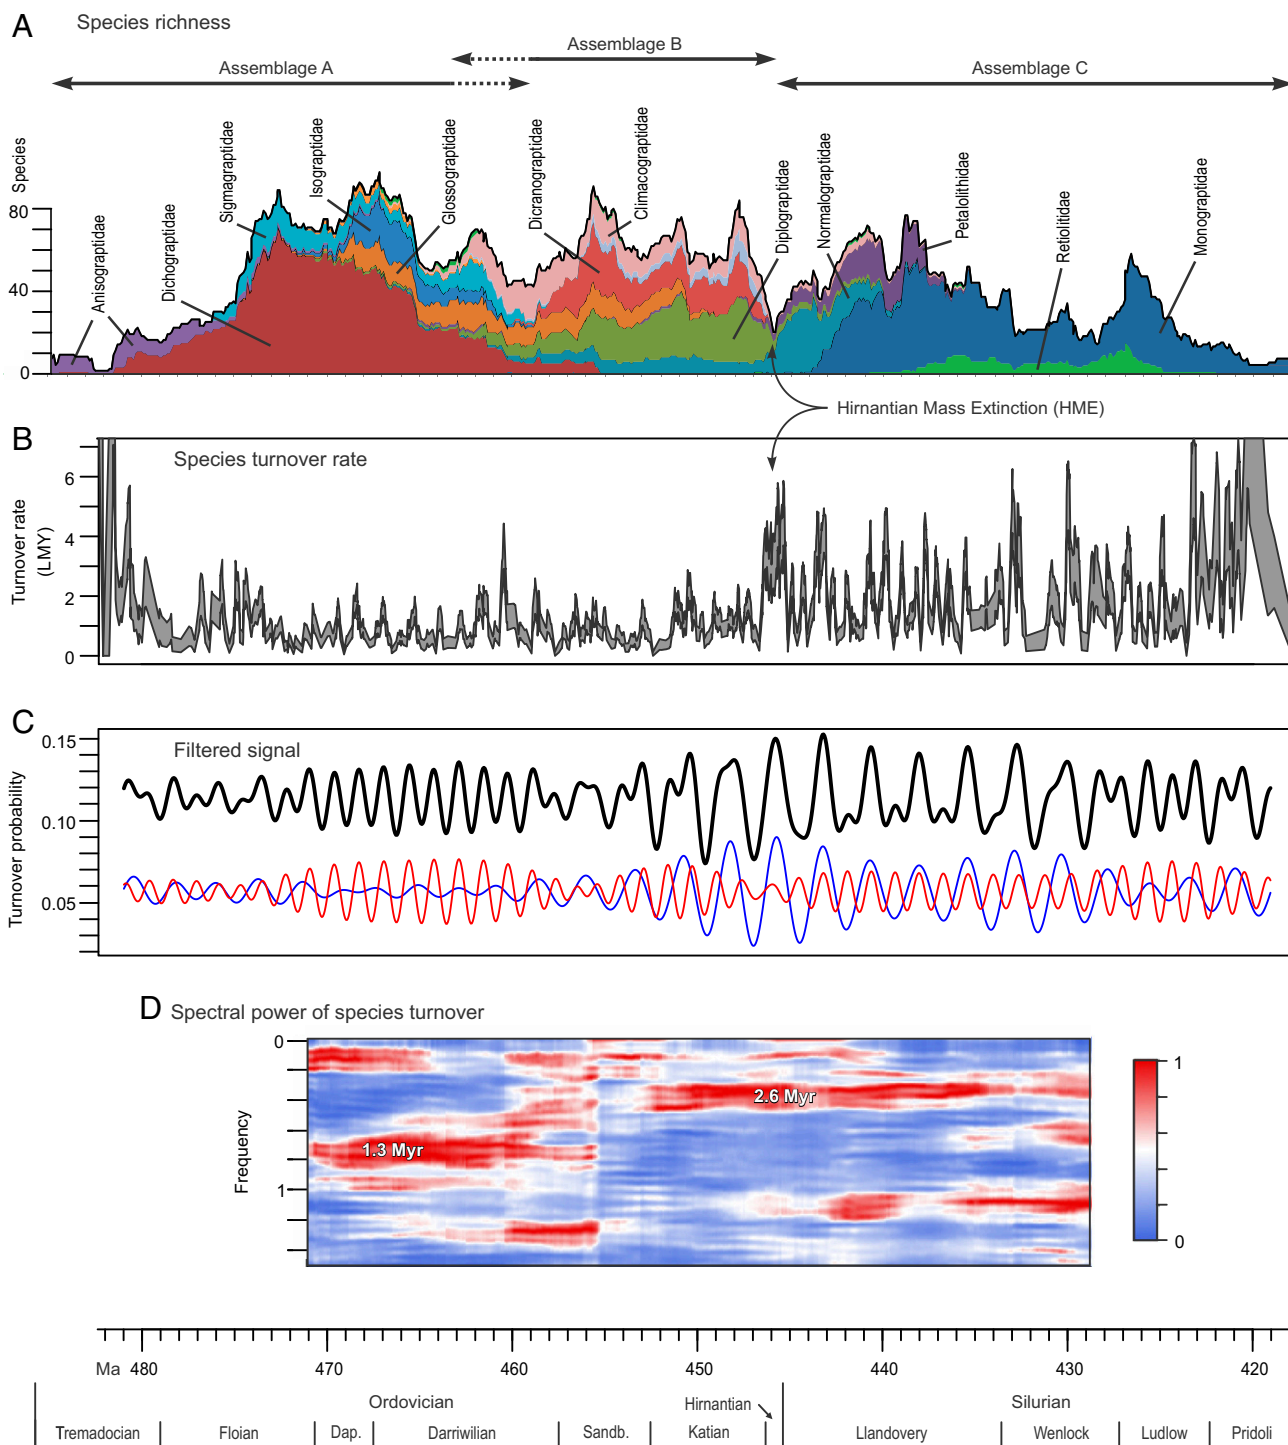 A Species richness
Assemblage A
Assemblage B
Assemblage C
Species
80
40
0
Anisograptidae
Dichograptidae
Sigmagraptidae
Isograptidae
Glossograptidae
Dicranograptidae
Climacograptidae
Diplograptidae
Normalograptidae
Petalolithidae
Retiolitidae
Monograptidae
Hirnantian Mass Extinction (HME)
B Species turnover rate
Turnover rate
(LMY)
6
4
2
0
C Filtered signal
Turnover probability
0.15
0.10
0.05
D Spectral power of species turnover
Frequency
0
1
1.3 Myr
2.6 Myr
1
0
Ma 480 470 460 450 440 430 420
Ordovician Hirnantian Silurian
Tremadocian Floian Dap. Darriwilian Sandb. Katian Llandovery Wenlock Ludlow Pridoli